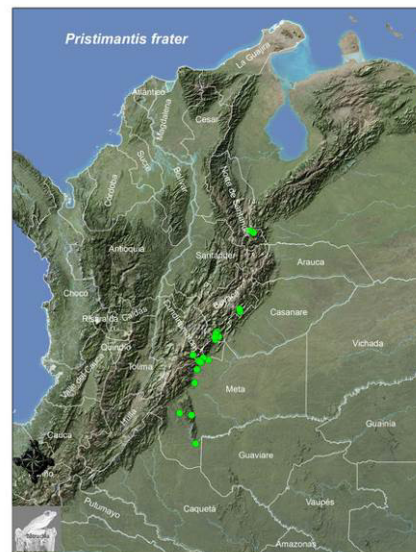 Pristimantis frater
La Guajira
Atlántico
Magdalena
Cesar
Bolívar
Sucre
Córdoba
Norte de Santander
Antioquia
Santander
Arauca
Boyacá
Casanare
Chocó
Caldas
Risaralda
Cundinamarca
Vichada
Quindío
Tolima
Valle del Cauca
Meta
Huila
Guainía
Cauca
Guaviare
Putumayo
Caquetá
Vaupés
Amazonas